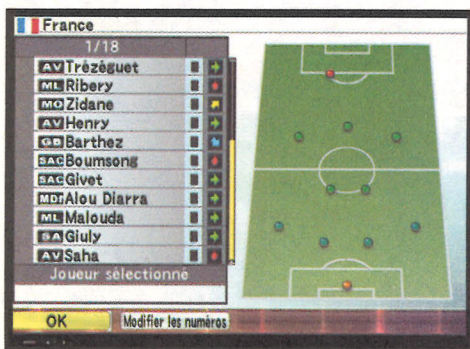 France
1/18
AV Trézéguet
ML Ribery
MO Zidane
AV Henry
GB Barthez
SAC Boumsong
SAC Givet
MDF Alou Diarra
ML Malouda
SA Giuly
AV Saha
Joueur sélectionné
OK Modifier les numéros